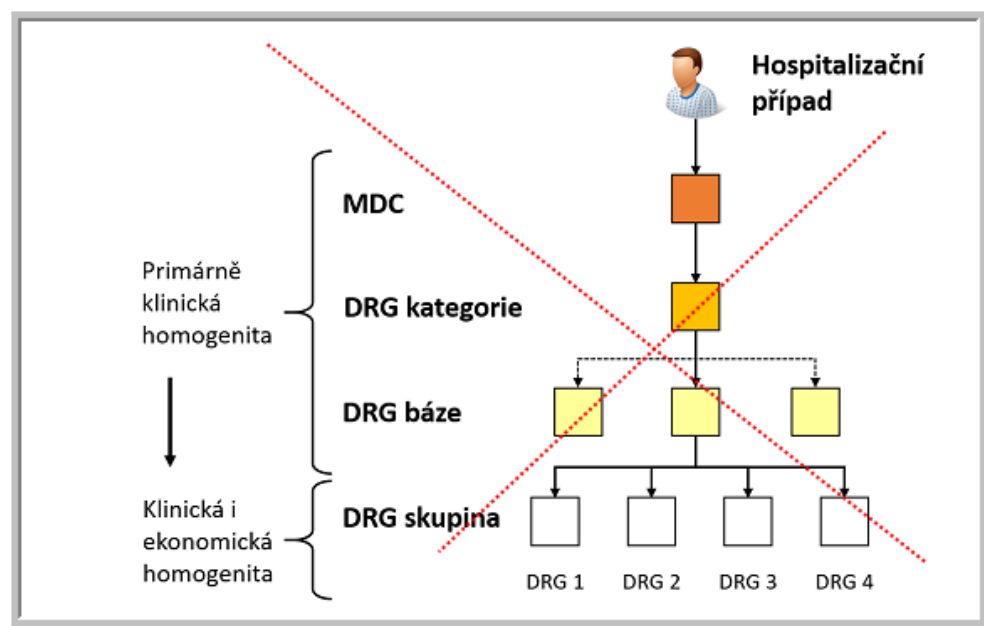 Hospitalizační
případ
MDC
Primárně
klinická
homogenita
DRG kategorie
DRG báze
Klinická i
ekonomická
homogenita
DRG skupina
DRG 1
DRG 2
DRG 3
DRG 4